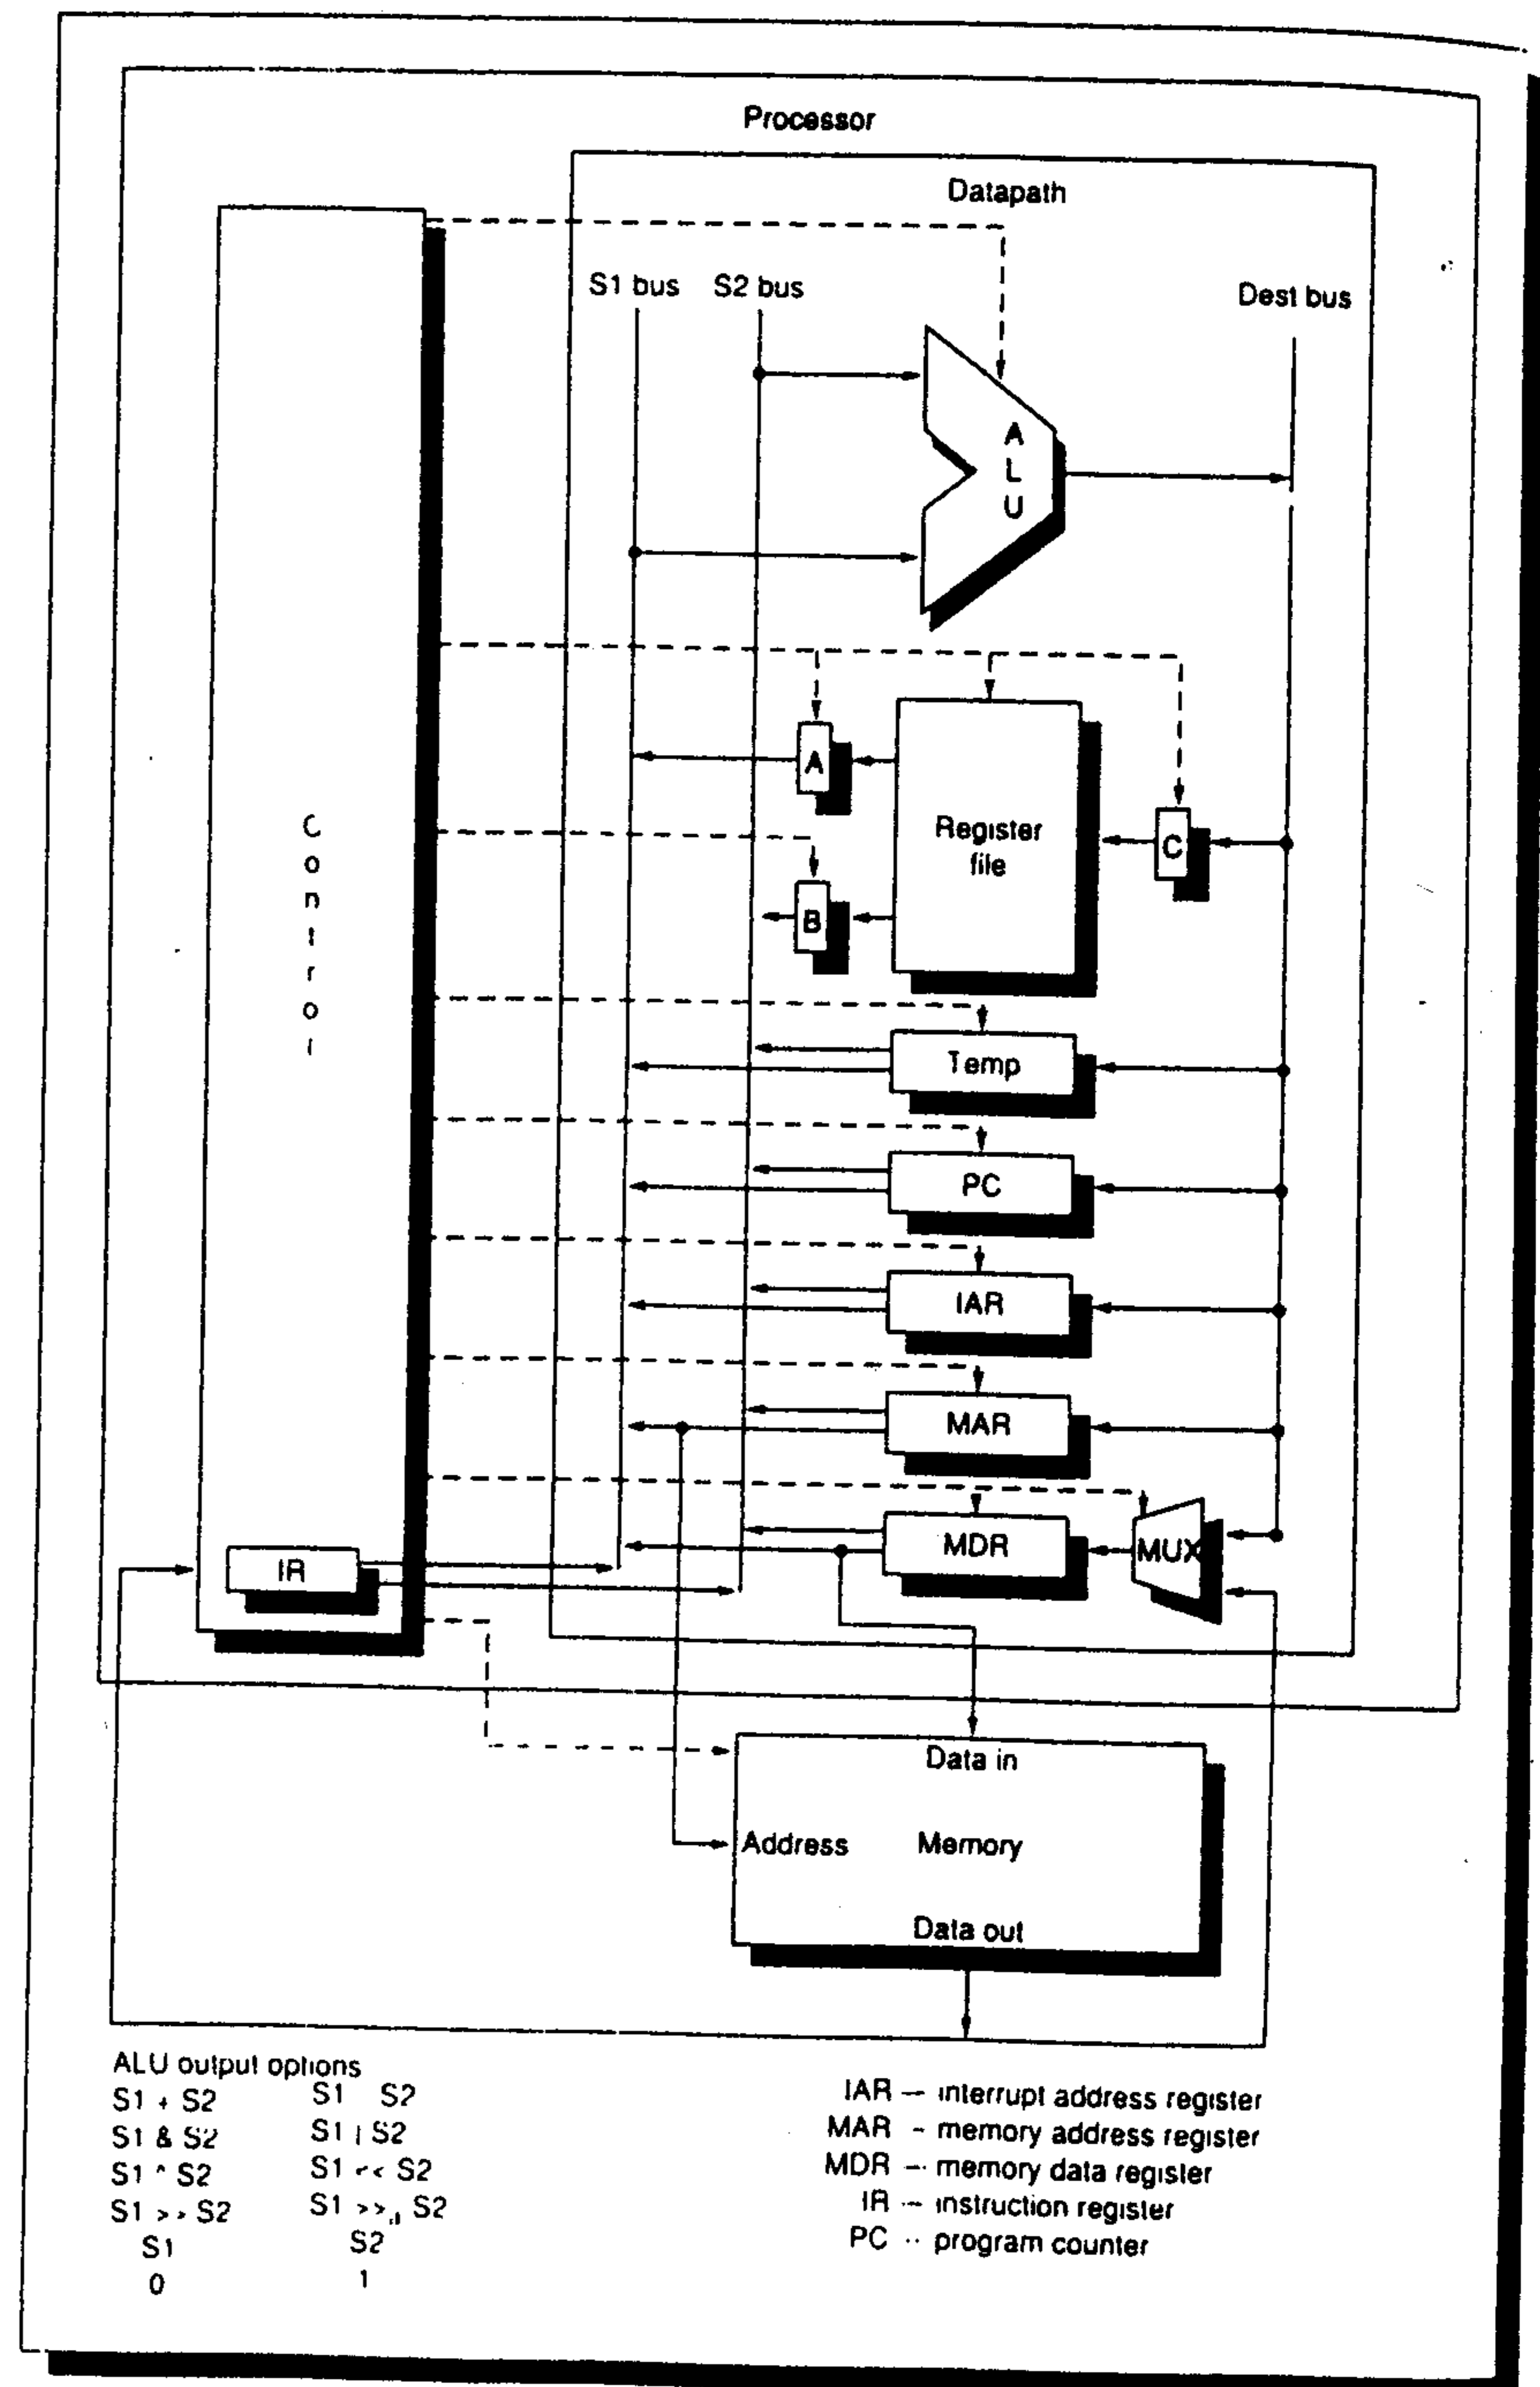 Processor
Datapath
S1 bus S2 bus
Dest bus
A
L
U
A
B
C
Register
file
Control
Temp
PC
IAR
MAR
MDR
MUX
IR
Data in
Address Memory
Data out
ALU output options
S1 + S2 S1 S2
S1 & S2 S1 | S2
S1 ^ S2 S1 << S2
S1 >> S2 S1 >> S2
S1 S2
0 1
IAR – interrupt address register
MAR - memory address register
MDR – memory data register
IR – instruction register
PC - program counter